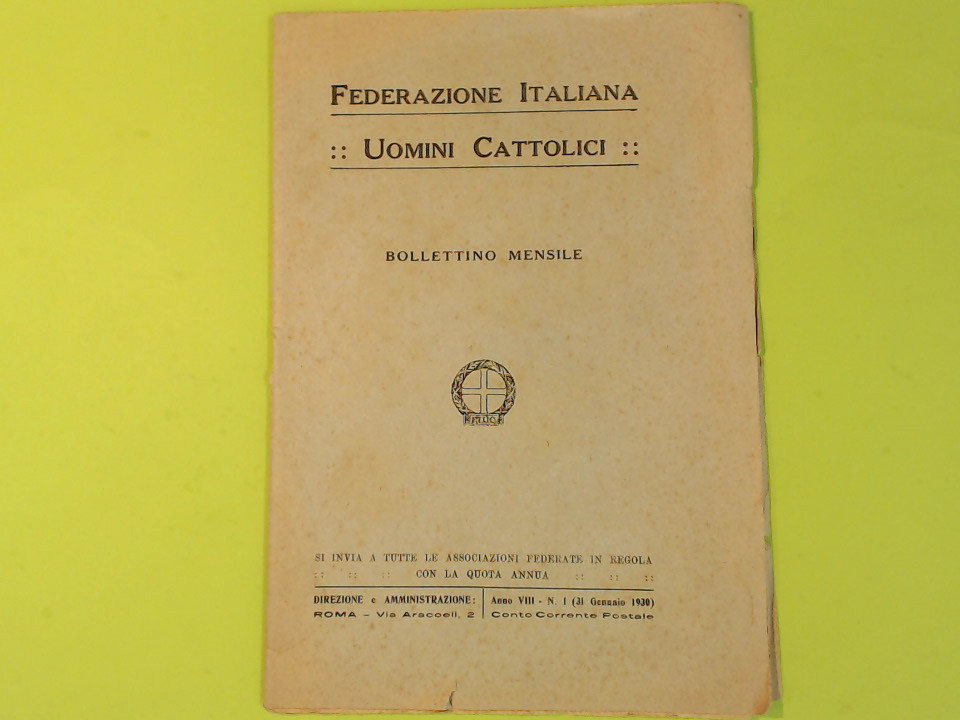 FEDERAZIONE ITALIANA
:: UOMINI CATTOLICI ::
BOLLETTINO MENSILE
F.I.U.C.
SI INVIA A TUTTE LE ASSOCIAZIONI FEDERATE IN REGOLA
:: :: :: CON LA QUOTA ANNUA :: :: ::
DIREZIONE e AMMINISTRAZIONE:
ROMA – Via Aracoeli, 2
Anno VIII - N. 1 (31 Gennaio 1930)
Conto Corrente Postale